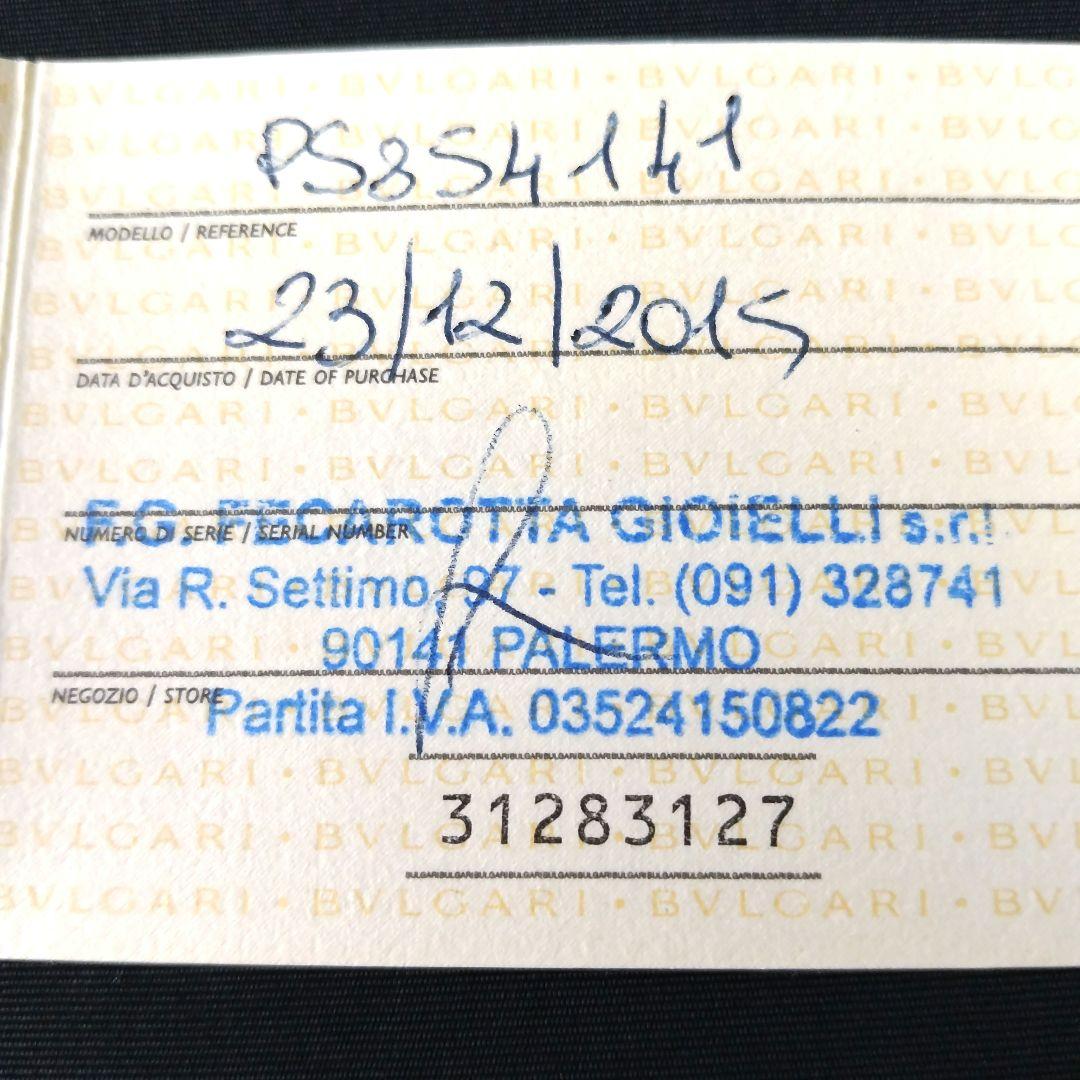 PS854141
MODELLO / REFERENCE
23/12/2015
DATA D'ACQUISTO / DATE OF PURCHASE
F.G. FECAROTTA GIOIELLI s.r.l
NUMERO DI SERIE / SERIAL NUMBER
Via R. Settimo, 97 - Tel. (091) 328741
90141 PALERMO
NEGOZIO / STORE
Partita I.V.A. 03524150822
31283127